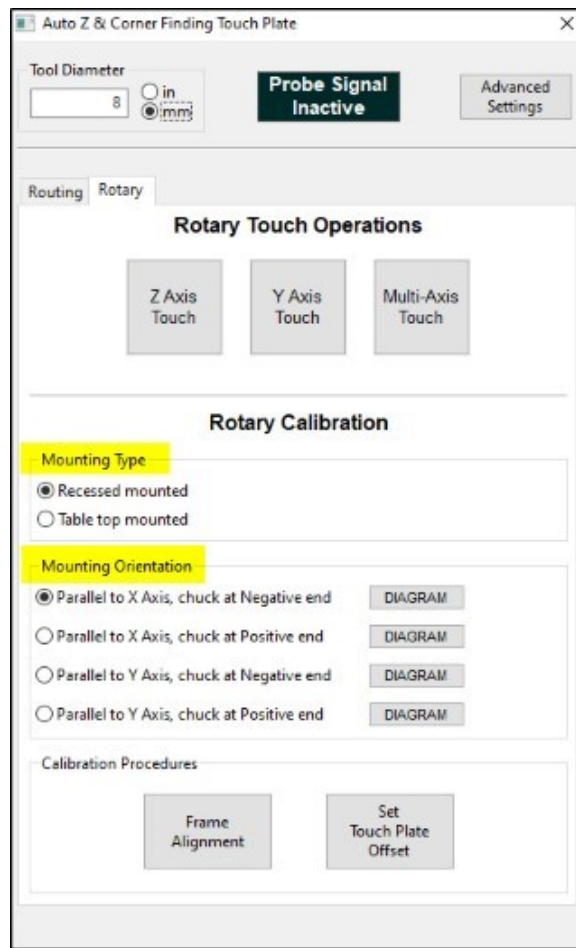 Auto Z & Corner Finding Touch Plate
Tool Diameter
8
in
mm
Probe Signal
Inactive
Advanced
Settings
Routing
Rotary
Rotary Touch Operations
Z Axis
Touch
Y Axis
Touch
Multi-Axis
Touch
Rotary Calibration
Mounting Type
Recessed mounted
Table top mounted
Mounting Orientation
Parallel to X Axis, chuck at Negative end
DIAGRAM
Parallel to X Axis, chuck at Positive end
DIAGRAM
Parallel to Y Axis, chuck at Negative end
DIAGRAM
Parallel to Y Axis, chuck at Positive end
DIAGRAM
Calibration Procedures
Frame
Alignment
Set
Touch Plate
Offset